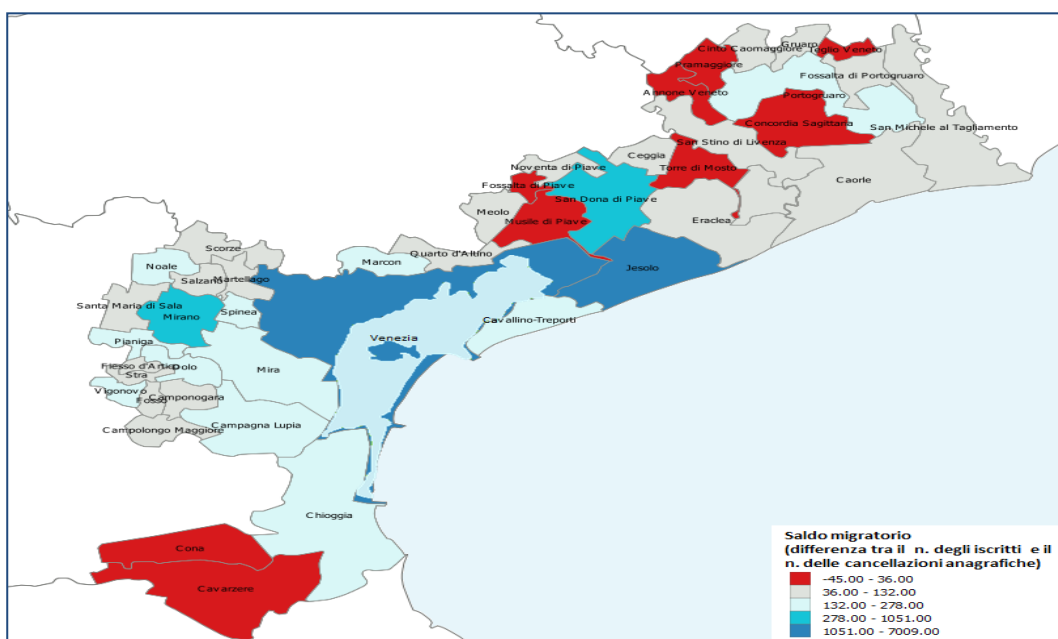 Gruaro
Cinto Caomaggiore
Teglio Veneto
Pramaggiore
Fossalta di Portogruaro
Annone Veneto
Portogruaro
Concordia Sagittaria
San Michele al Tagliamento
San Stino di Livenza
Ceggia
Noventa di Piave
Torre di Mosto
Caorle
Fossalta di Piave
San Dona di Piave
Meolo
Musile di Piave
Eraclea
Scorze
Quarto d'Altino
Marcon
Noale
Jesolo
Salzano
Martellago
Santa Maria di Sala
Mirano
Spinea
Cavallino-Treporti
Venezia
Pianiga
Fiesso d'Artico
Dolo
Mira
Stra
Vigonovo
Fosso
Camponogara
Campagna Lupia
Campolongo Maggiore
Chioggia
Cona
Cavarzere
Saldo migratorio
(differenza tra il n. degli iscritti e il
n. delle cancellazioni anagrafiche)
-45.00 - 36.00
36.00 - 132.00
132.00 - 278.00
278.00 - 1051.00
1051.00 - 7009.00